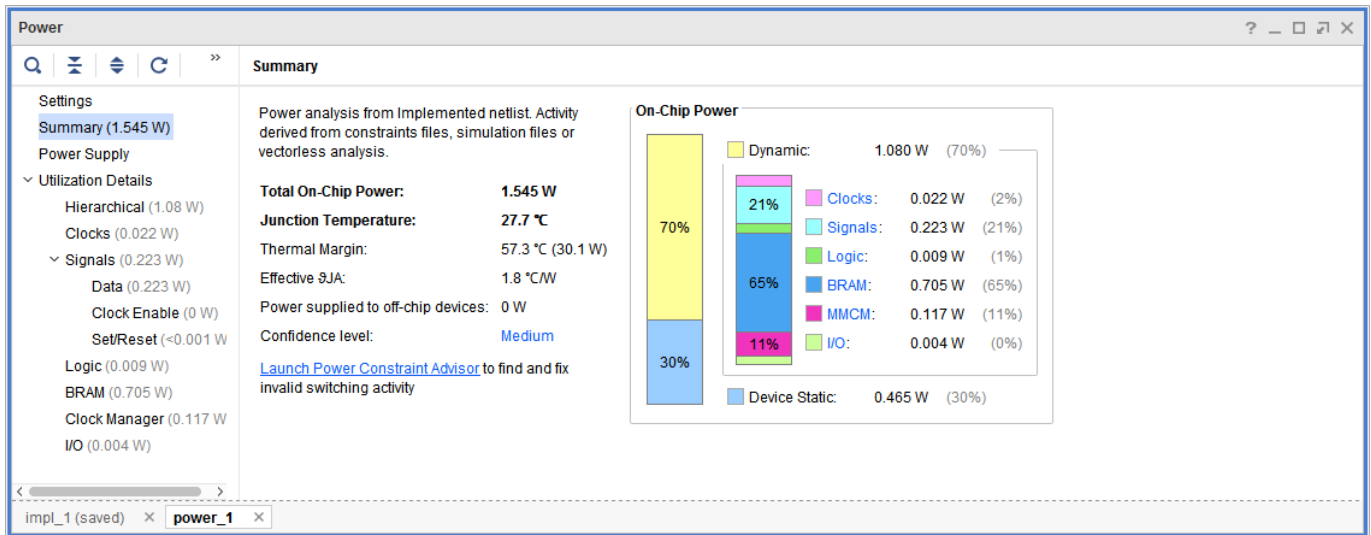 Power
Summary
Settings
Summary (1.545 W)
Power Supply
Utilization Details
Hierarchical (1.08 W)
Clocks (0.022 W)
Signals (0.223 W)
Data (0.223 W)
Clock Enable (0 W)
Set/Reset (<0.001 W
Logic (0.009 W)
BRAM (0.705 W)
Clock Manager (0.117 W
I/O (0.004 W)
Power analysis from Implemented netlist. Activity
derived from constraints files, simulation files or
vectorless analysis.
Total On-Chip Power: 1.545 W
Junction Temperature: 27.7 °C
Thermal Margin: 57.3 °C (30.1 W)
Effective ϑJA: 1.8 °C/W
Power supplied to off-chip devices: 0 W
Confidence level: Medium
Launch Power Constraint Advisor to find and fix
invalid switching activity
On-Chip Power
70%
30%
Dynamic: 1.080 W (70%)
21%
65%
11%
Clocks: 0.022 W (2%)
Signals: 0.223 W (21%)
Logic: 0.009 W (1%)
BRAM: 0.705 W (65%)
MMCM: 0.117 W (11%)
I/O: 0.004 W (0%)
Device Static: 0.465 W (30%)
impl_1 (saved)
power_1